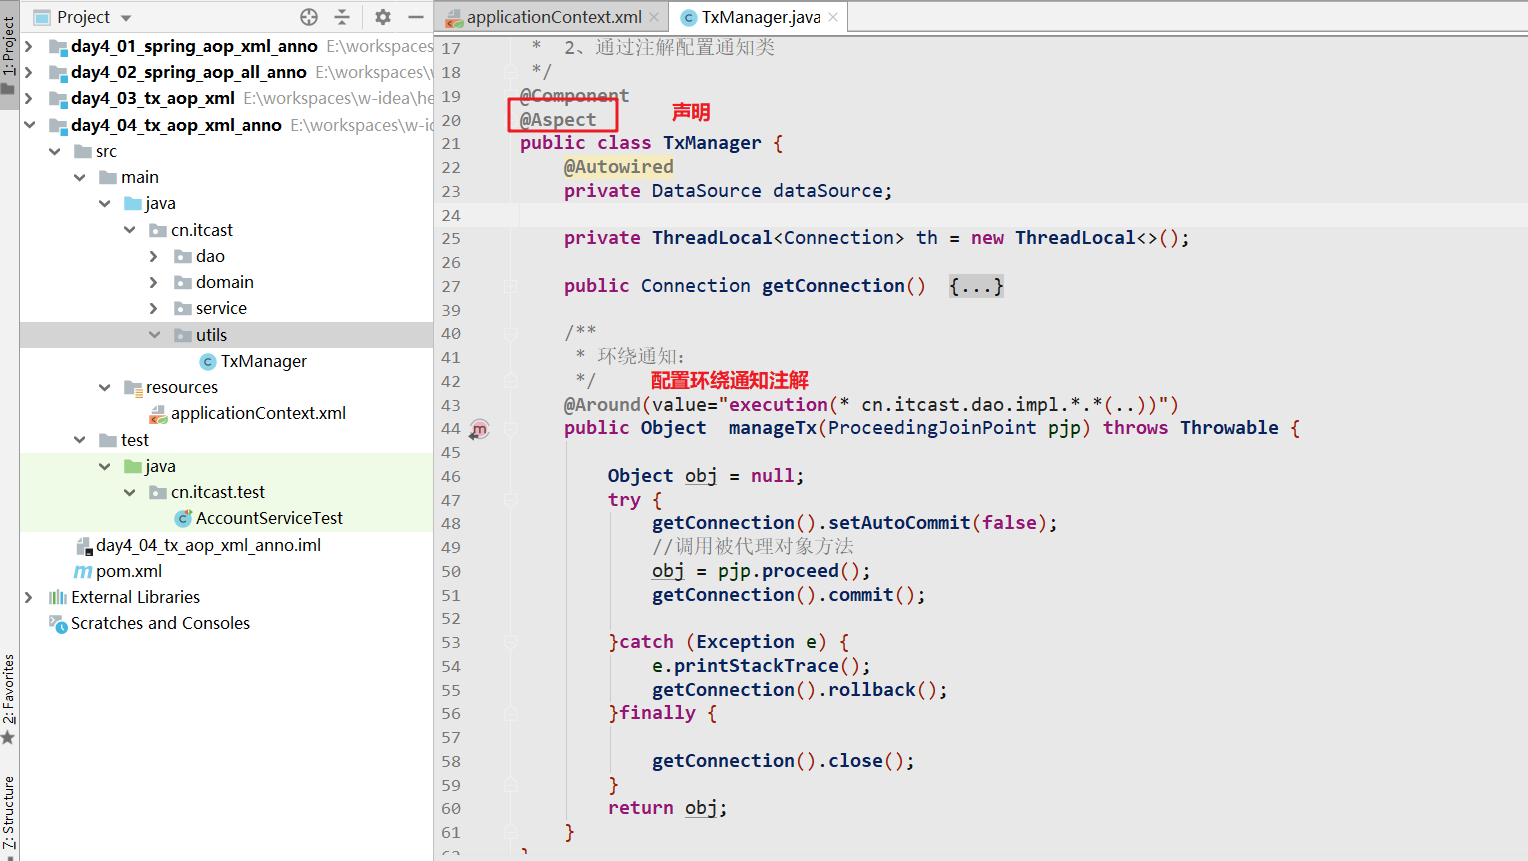 Project
applicationContext.xml
TxManager.java
1: Project
2: Favorites
7: Structure
day4_01_spring_aop_xml_anno E:\workspaces
day4_02_spring_aop_all_anno E:\workspaces\w
day4_03_tx_aop_xml E:\workspaces\w-idea\he
day4_04_tx_aop_xml_anno E:\workspaces\w-id
src
main
java
cn.itcast
dao
domain
service
utils
TxManager
resources
applicationContext.xml
test
java
cn.itcast.test
AccountServiceTest
day4_04_tx_aop_xml_anno.iml
pom.xml
External Libraries
Scratches and Consoles
17 * 2、通过注解配置通知类
18 */
19 @Component
20 @Aspect 声明
21 public class TxManager {
22 @Autowired
23 private DataSource dataSource;
24
25 private ThreadLocal<Connection> th = new ThreadLocal<>();
26
27 public Connection getConnection() {...}
39
40 /**
41 * 环绕通知:
42 */ 配置环绕通知注解
43 @Around(value="execution(* cn.itcast.dao.impl.*.*(..))")
44 public Object manageTx(ProceedingJoinPoint pjp) throws Throwable {
45
46 Object obj = null;
47 try {
48 getConnection().setAutoCommit(false);
49 //调用被代理对象方法
50 obj = pjp.proceed();
51 getConnection().commit();
52
53 }catch (Exception e) {
54 e.printStackTrace();
55 getConnection().rollback();
56 }finally {
57
58 getConnection().close();
59 }
60 return obj;
61 }